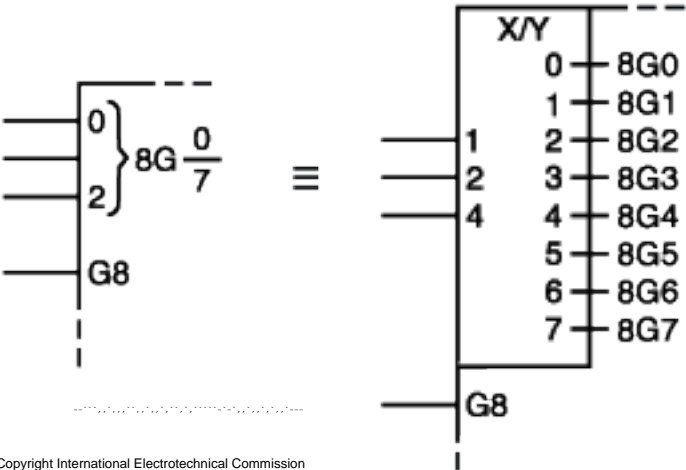 0
2
8G 0/7
G8
≡
X/Y
1
2
4
0 8G0
1 8G1
2 8G2
3 8G3
4 8G4
5 8G5
6 8G6
7 8G7
G8
Copyright International Electrotechnical Commission